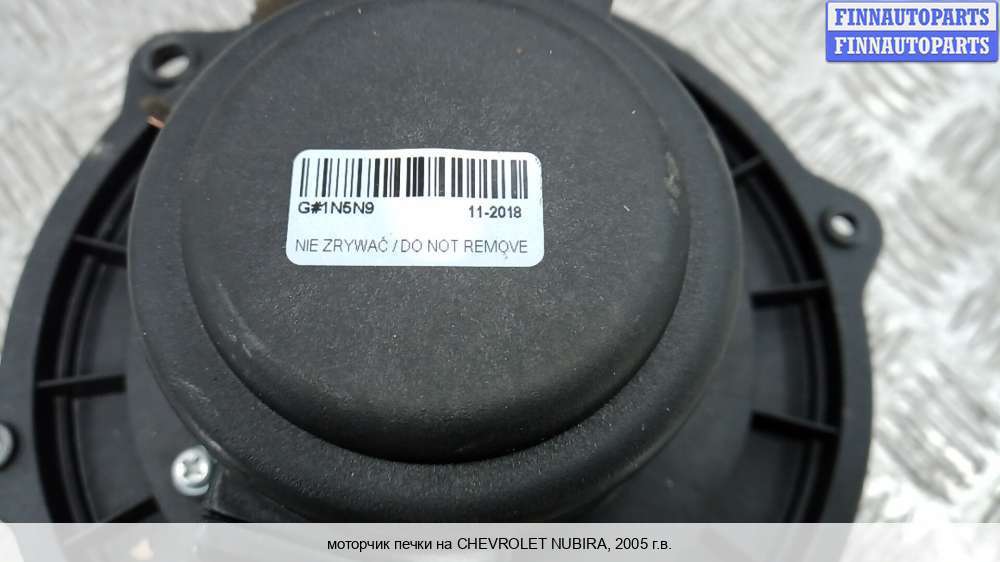 FINNAUTOPARTS
FINNAUTOPARTS
G#1N5N9 11-2018
NIE ZRYWAĆ / DO NOT REMOVE
моторчик печки на CHEVROLET NUBIRA, 2005 г.в.